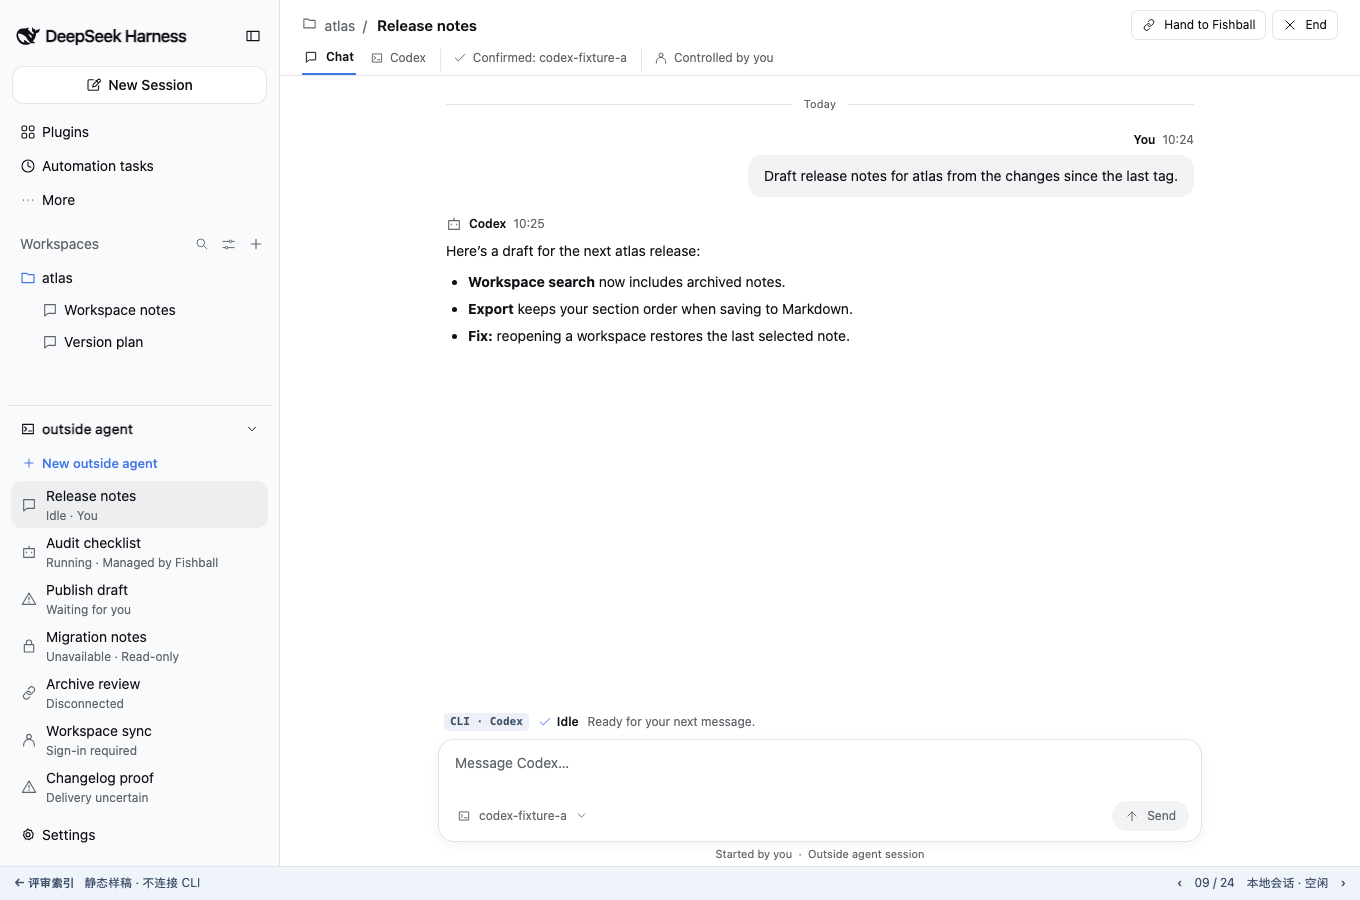 DeepSeek Harness
New Session
Plugins
Automation tasks
More
Workspaces
atlas
Workspace notes
Version plan
outside agent
New outside agent
Release notes
Idle · You
Audit checklist
Running · Managed by Fishball
Publish draft
Waiting for you
Migration notes
Unavailable · Read-only
Archive review
Disconnected
Workspace sync
Sign-in required
Changelog proof
Delivery uncertain
Settings
atlas / Release notes
Hand to Fishball
End
Chat
Codex
Confirmed: codex-fixture-a
Controlled by you
Today
You 10:24
Draft release notes for atlas from the changes since the last tag.
Codex 10:25
Here’s a draft for the next atlas release:
• Workspace search now includes archived notes.
• Export keeps your section order when saving to Markdown.
• Fix: reopening a workspace restores the last selected note.
CLI · Codex Idle Ready for your next message.
Message Codex...
codex-fixture-a
Send
Started by you · Outside agent session
← 评审索引 静态样稿 · 不连接 CLI
‹ 09 / 24 本地会话 · 空闲 ›